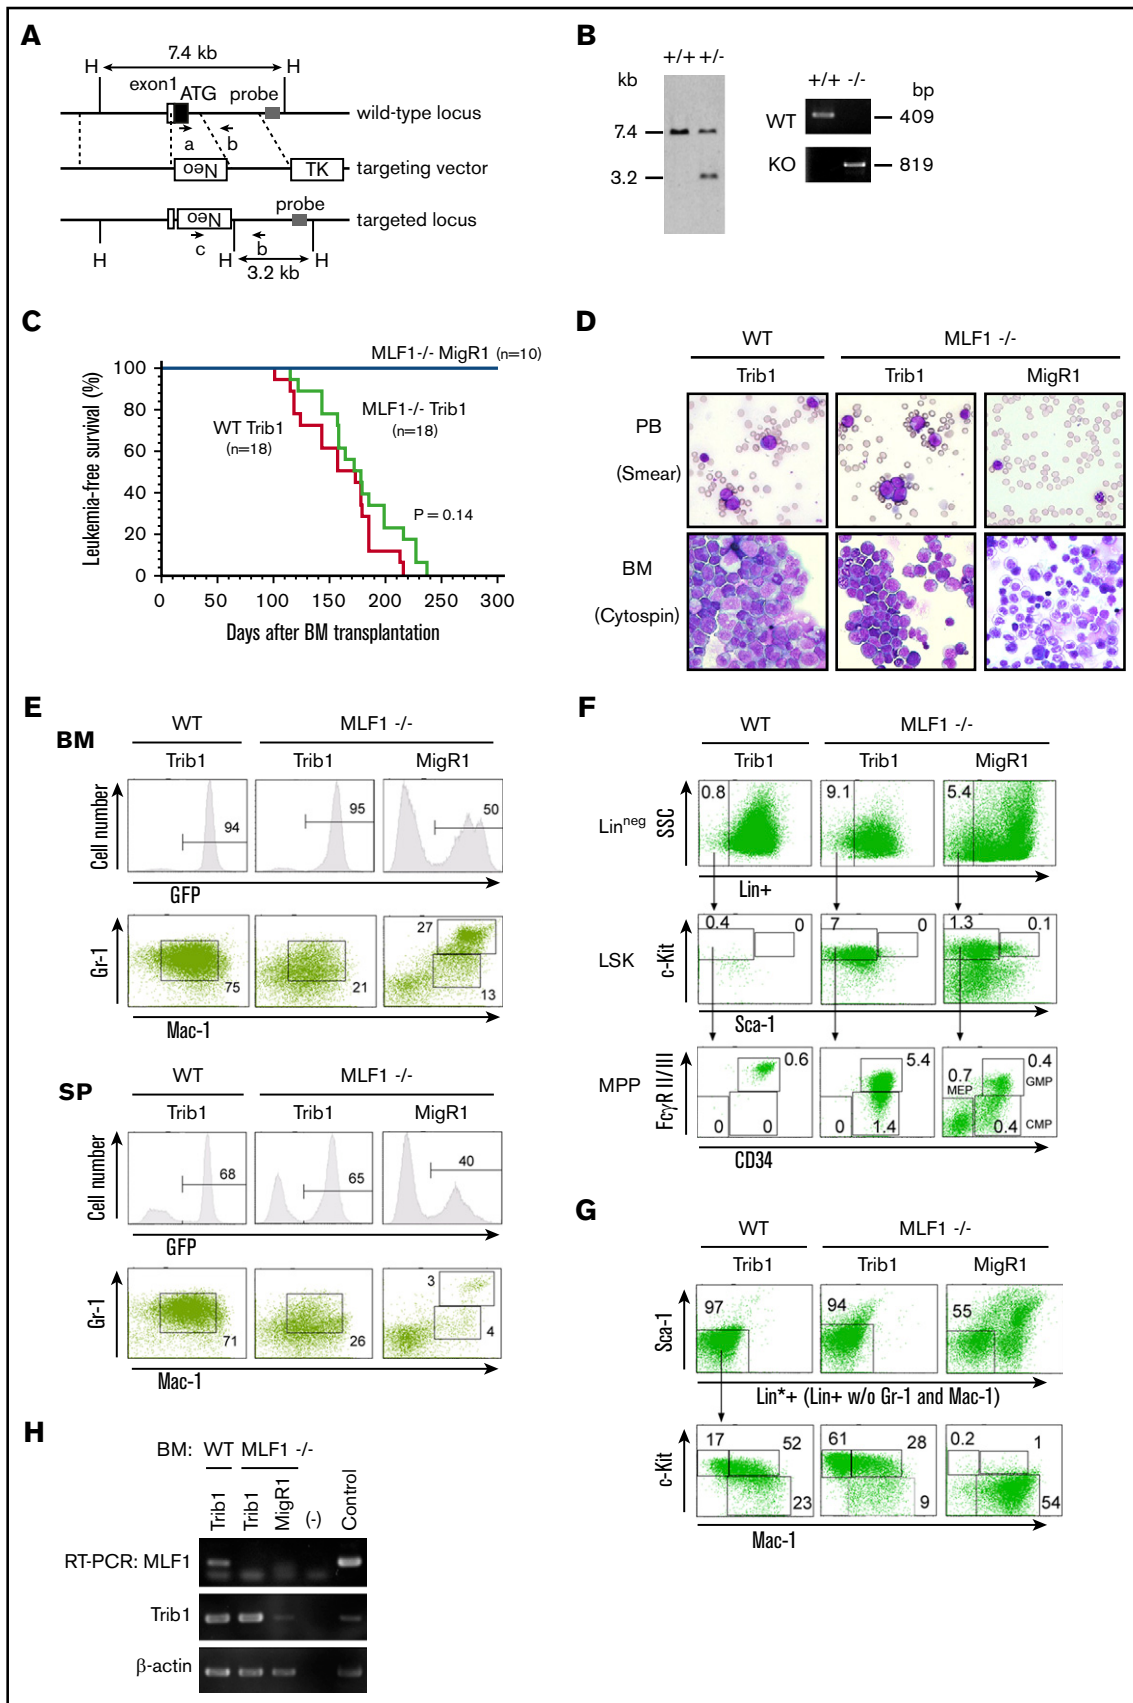 A
7.4 kb
H
H
exon1
ATG
probe
wild-type locus
a
b
Neo
TK
targeting vector
probe
Neo
targeted locus
c
b
H
H
H
3.2 kb
B
+/+ +/-
kb
7.4
3.2
+/+ -/-
bp
WT
409
KO
819
C
MLF1-/- MigR1 (n=10)
Leukemia-free survival (%)
100
80
60
40
20
0
WT Trib1
(n=18)
MLF1-/- Trib1
(n=18)
P = 0.14
0 50 100 150 200 250 300
Days after BM transplantation
D
WT MLF1 -/-
Trib1 Trib1 MigR1
PB
(Smear)
BM
(Cytospin)
E
WT MLF1 -/-
BM
Trib1 Trib1 MigR1
Cell number
94
95
50
GFP
Gr-1
75
21
27
13
Mac-1
SP
WT MLF1 -/-
Trib1 Trib1 MigR1
Cell number
68
65
40
GFP
Gr-1
71
26
3
4
Mac-1
F
WT MLF1 -/-
Trib1 Trib1 MigR1
Linneg
SSC
0.8
9.1
5.4
Lin+
LSK
c-Kit
0.4 0
7 0
1.3 0.1
Sca-1
MPP
FcγR II/III
0.6
0 0
5.4
0 1.4
0.7
MEP
0.4
GMP
0.4
CMP
CD34
G
WT MLF1 -/-
Trib1 Trib1 MigR1
Sca-1
97
94
55
Lin*+ (Lin+ w/o Gr-1 and Mac-1)
c-Kit
17 52
23
61 28
9
0.2 1
54
Mac-1
H
BM: WT MLF1 -/-
Trib1
Trib1
MigR1
(-)
Control
RT-PCR: MLF1
Trib1
β-actin